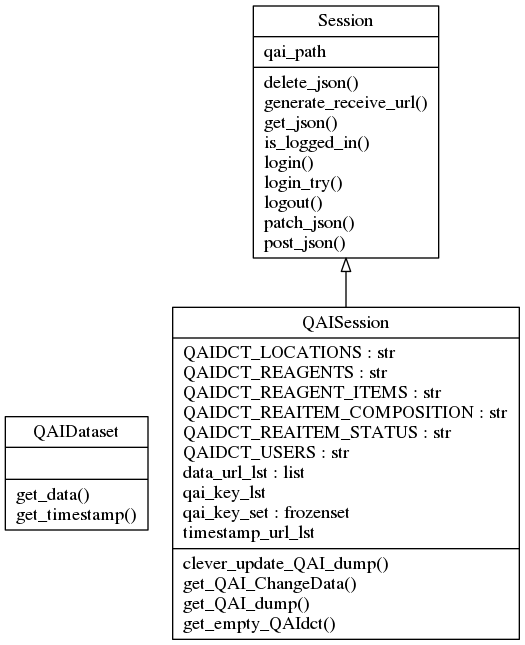 Session
qai_path
delete_json()
generate_receive_url()
get_json()
is_logged_in()
login()
login_try()
logout()
patch_json()
post_json()
QAISession
QAIDCT_LOCATIONS : str
QAIDCT_REAGENTS : str
QAIDCT_REAGENT_ITEMS : str
QAIDCT_REAITEM_COMPOSITION : str
QAIDCT_REAITEM_STATUS : str
QAIDCT_USERS : str
data_url_lst : list
qai_key_lst
qai_key_set : frozenset
timestamp_url_lst
clever_update_QAI_dump()
get_QAI_ChangeData()
get_QAI_dump()
get_empty_QAIdct()
QAIDataset
get_data()
get_timestamp()